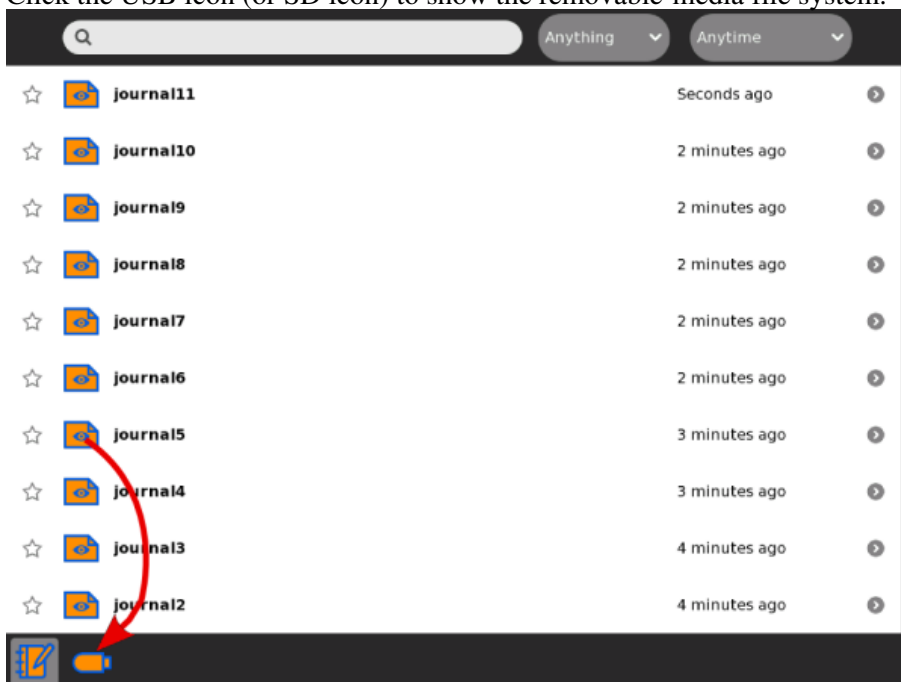 Click the USB icon (or SD icon) to show the removable-media file system.
Anything Anytime
journal11 Seconds ago
journal10 2 minutes ago
journal9 2 minutes ago
journal8 2 minutes ago
journal7 2 minutes ago
journal6 2 minutes ago
journal5 3 minutes ago
journal4 3 minutes ago
journal3 4 minutes ago
journal2 4 minutes ago